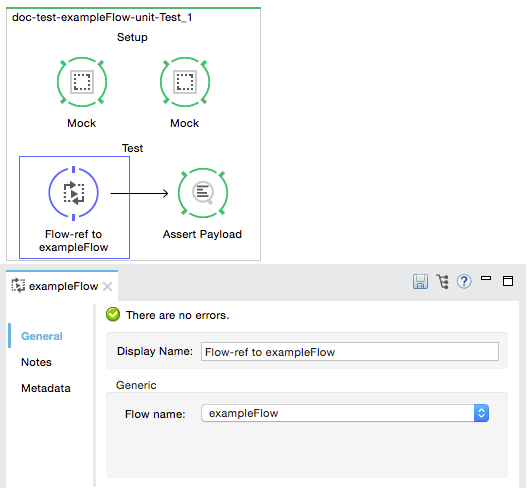 doc-test-exampleFlow-unit-Test_1
Setup
Mock
Mock
Test
Flow-ref to
exampleFlow
Assert Payload
exampleFlow
There are no errors.
General
Notes
Metadata
Display Name: Flow-ref to exampleFlow
Generic
Flow name: exampleFlow